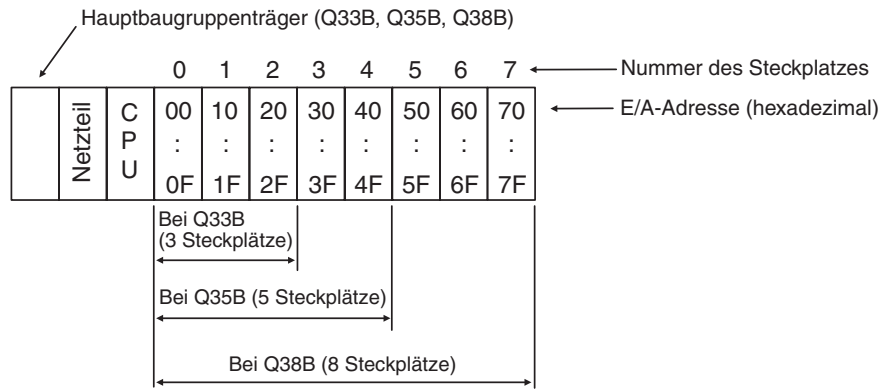 Hauptbaugruppenträger (Q33B, Q35B, Q38B)
0 1 2 3 4 5 6 7 Nummer des Steckplatzes
Netzteil
C
P
U
00 10 20 30 40 50 60 70 E/A-Adresse (hexadezimal)
: : : : : : : :
0F 1F 2F 3F 4F 5F 6F 7F
Bei Q33B
(3 Steckplätze)
Bei Q35B (5 Steckplätze)
Bei Q38B (8 Steckplätze)